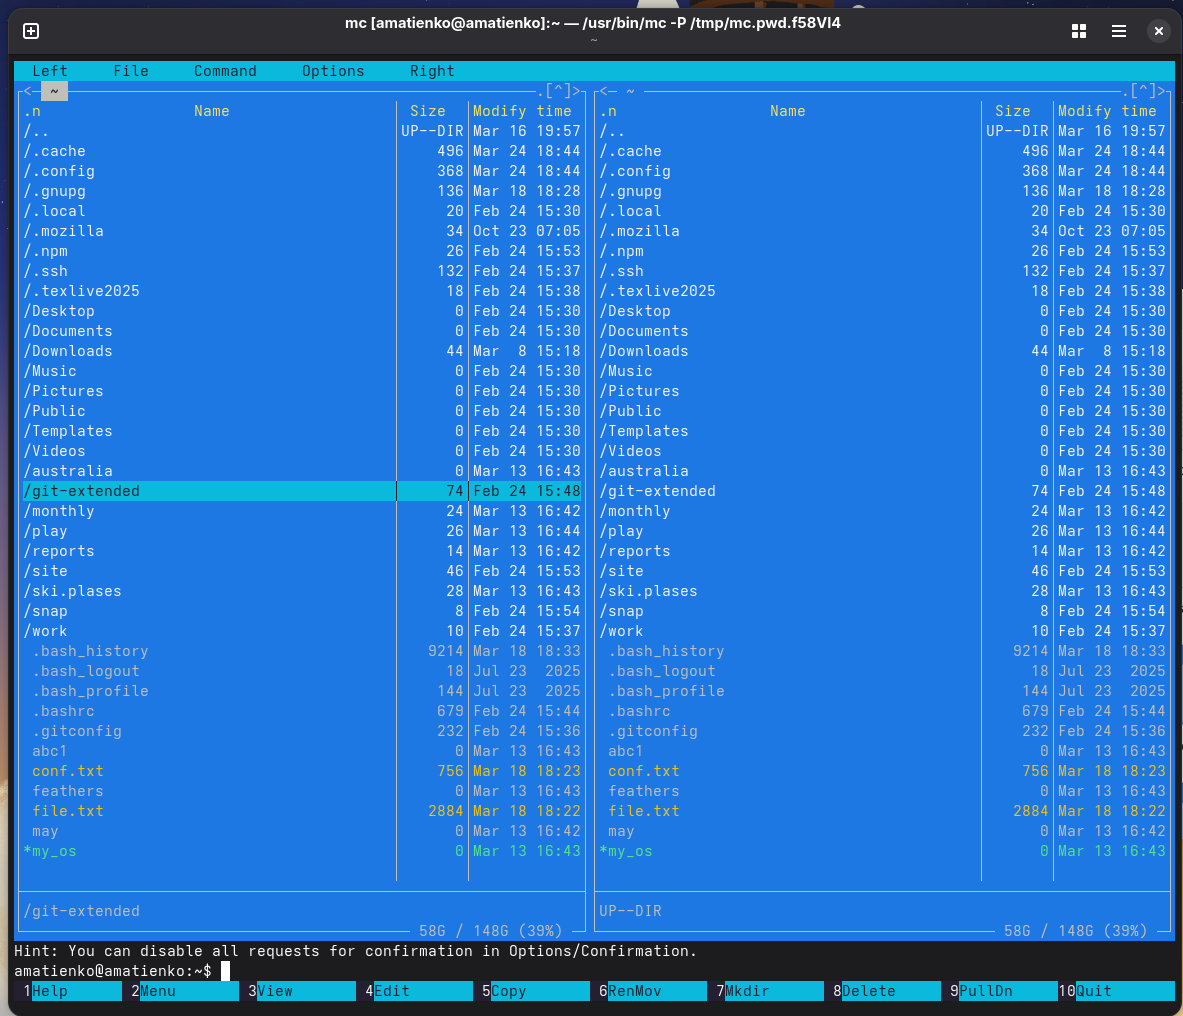 mc [amatienko@amatienko]:~ — /usr/bin/mc -P /tmp/mc.pwd.f58Vl4
~
Left File Command Options Right
<─ ~ ─.[^]>
.n Name Size Modify time
/.. UP--DIR Mar 16 19:57
/.cache 496 Mar 24 18:44
/.config 368 Mar 24 18:44
/.gnupg 136 Mar 18 18:28
/.local 20 Feb 24 15:30
/.mozilla 34 Oct 23 07:05
/.npm 26 Feb 24 15:53
/.ssh 132 Feb 24 15:37
/.texlive2025 18 Feb 24 15:38
/Desktop 0 Feb 24 15:30
/Documents 0 Feb 24 15:30
/Downloads 44 Mar 8 15:18
/Music 0 Feb 24 15:30
/Pictures 0 Feb 24 15:30
/Public 0 Feb 24 15:30
/Templates 0 Feb 24 15:30
/Videos 0 Feb 24 15:30
/australia 0 Mar 13 16:43
/git-extended 74 Feb 24 15:48
/monthly 24 Mar 13 16:42
/play 26 Mar 13 16:44
/reports 14 Mar 13 16:42
/site 46 Feb 24 15:53
/ski.plases 28 Mar 13 16:43
/snap 8 Feb 24 15:54
/work 10 Feb 24 15:37
.bash_history 9214 Mar 18 18:33
.bash_logout 18 Jul 23 2025
.bash_profile 144 Jul 23 2025
.bashrc 679 Feb 24 15:44
.gitconfig 232 Feb 24 15:36
abc1 0 Mar 13 16:43
conf.txt 756 Mar 18 18:23
feathers 0 Mar 13 16:43
file.txt 2884 Mar 18 18:22
may 0 Mar 13 16:42
*my_os 0 Mar 13 16:43
/git-extended
58G / 148G (39%)
<─ ~ ─.[^]>
.n Name Size Modify time
/.. UP--DIR Mar 16 19:57
/.cache 496 Mar 24 18:44
/.config 368 Mar 24 18:44
/.gnupg 136 Mar 18 18:28
/.local 20 Feb 24 15:30
/.mozilla 34 Oct 23 07:05
/.npm 26 Feb 24 15:53
/.ssh 132 Feb 24 15:37
/.texlive2025 18 Feb 24 15:38
/Desktop 0 Feb 24 15:30
/Documents 0 Feb 24 15:30
/Downloads 44 Mar 8 15:18
/Music 0 Feb 24 15:30
/Pictures 0 Feb 24 15:30
/Public 0 Feb 24 15:30
/Templates 0 Feb 24 15:30
/Videos 0 Feb 24 15:30
/australia 0 Mar 13 16:43
/git-extended 74 Feb 24 15:48
/monthly 24 Mar 13 16:42
/play 26 Mar 13 16:44
/reports 14 Mar 13 16:42
/site 46 Feb 24 15:53
/ski.plases 28 Mar 13 16:43
/snap 8 Feb 24 15:54
/work 10 Feb 24 15:37
.bash_history 9214 Mar 18 18:33
.bash_logout 18 Jul 23 2025
.bash_profile 144 Jul 23 2025
.bashrc 679 Feb 24 15:44
.gitconfig 232 Feb 24 15:36
abc1 0 Mar 13 16:43
conf.txt 756 Mar 18 18:23
feathers 0 Mar 13 16:43
file.txt 2884 Mar 18 18:22
may 0 Mar 13 16:42
*my_os 0 Mar 13 16:43
UP--DIR
58G / 148G (39%)
Hint: You can disable all requests for confirmation in Options/Confirmation.
amatienko@amatienko:~$
1Help 2Menu 3View 4Edit 5Copy 6RenMov 7Mkdir 8Delete 9PullDn 10Quit